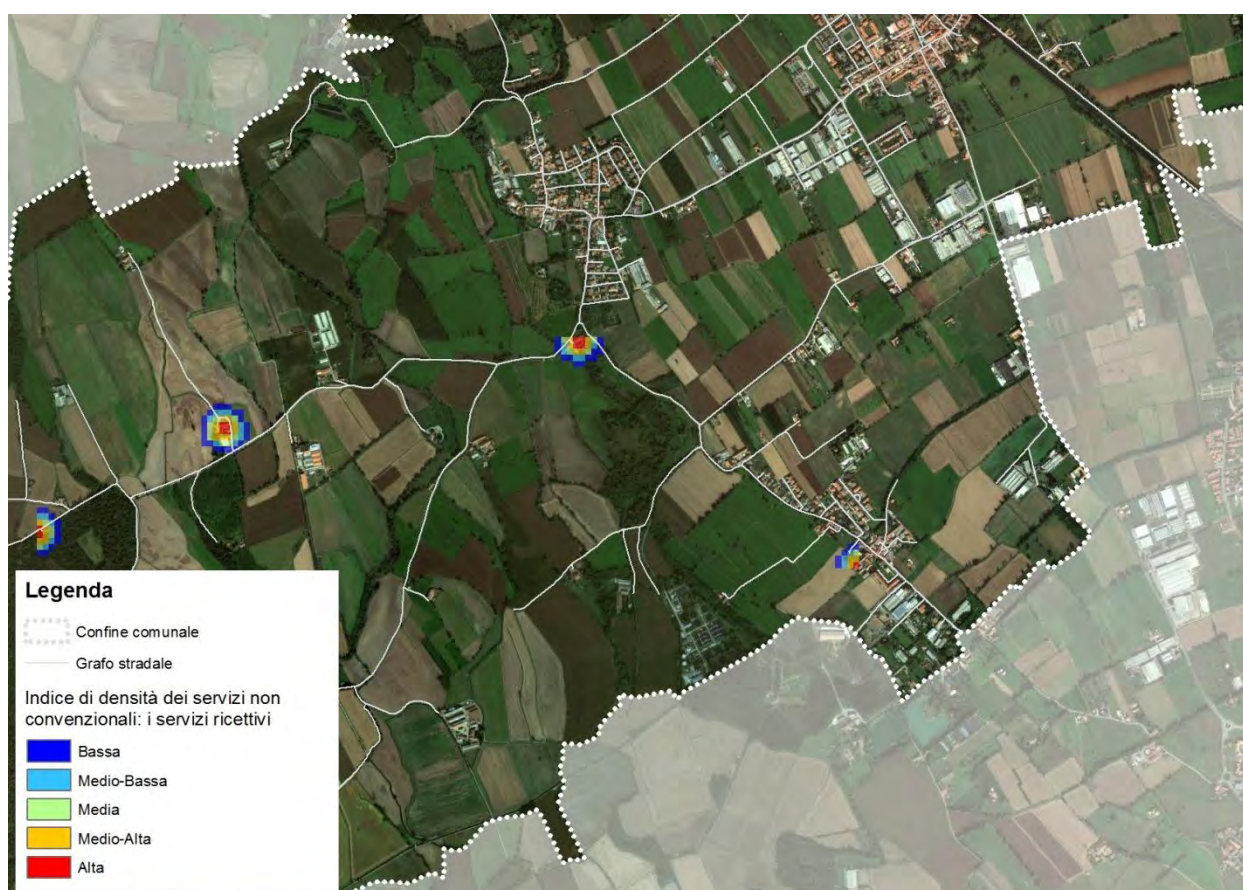 Legenda
Confine comunale
Grafo stradale
Indice di densità dei servizi non
convenzionali: i servizi ricettivi
Bassa
Medio-Bassa
Media
Medio-Alta
Alta